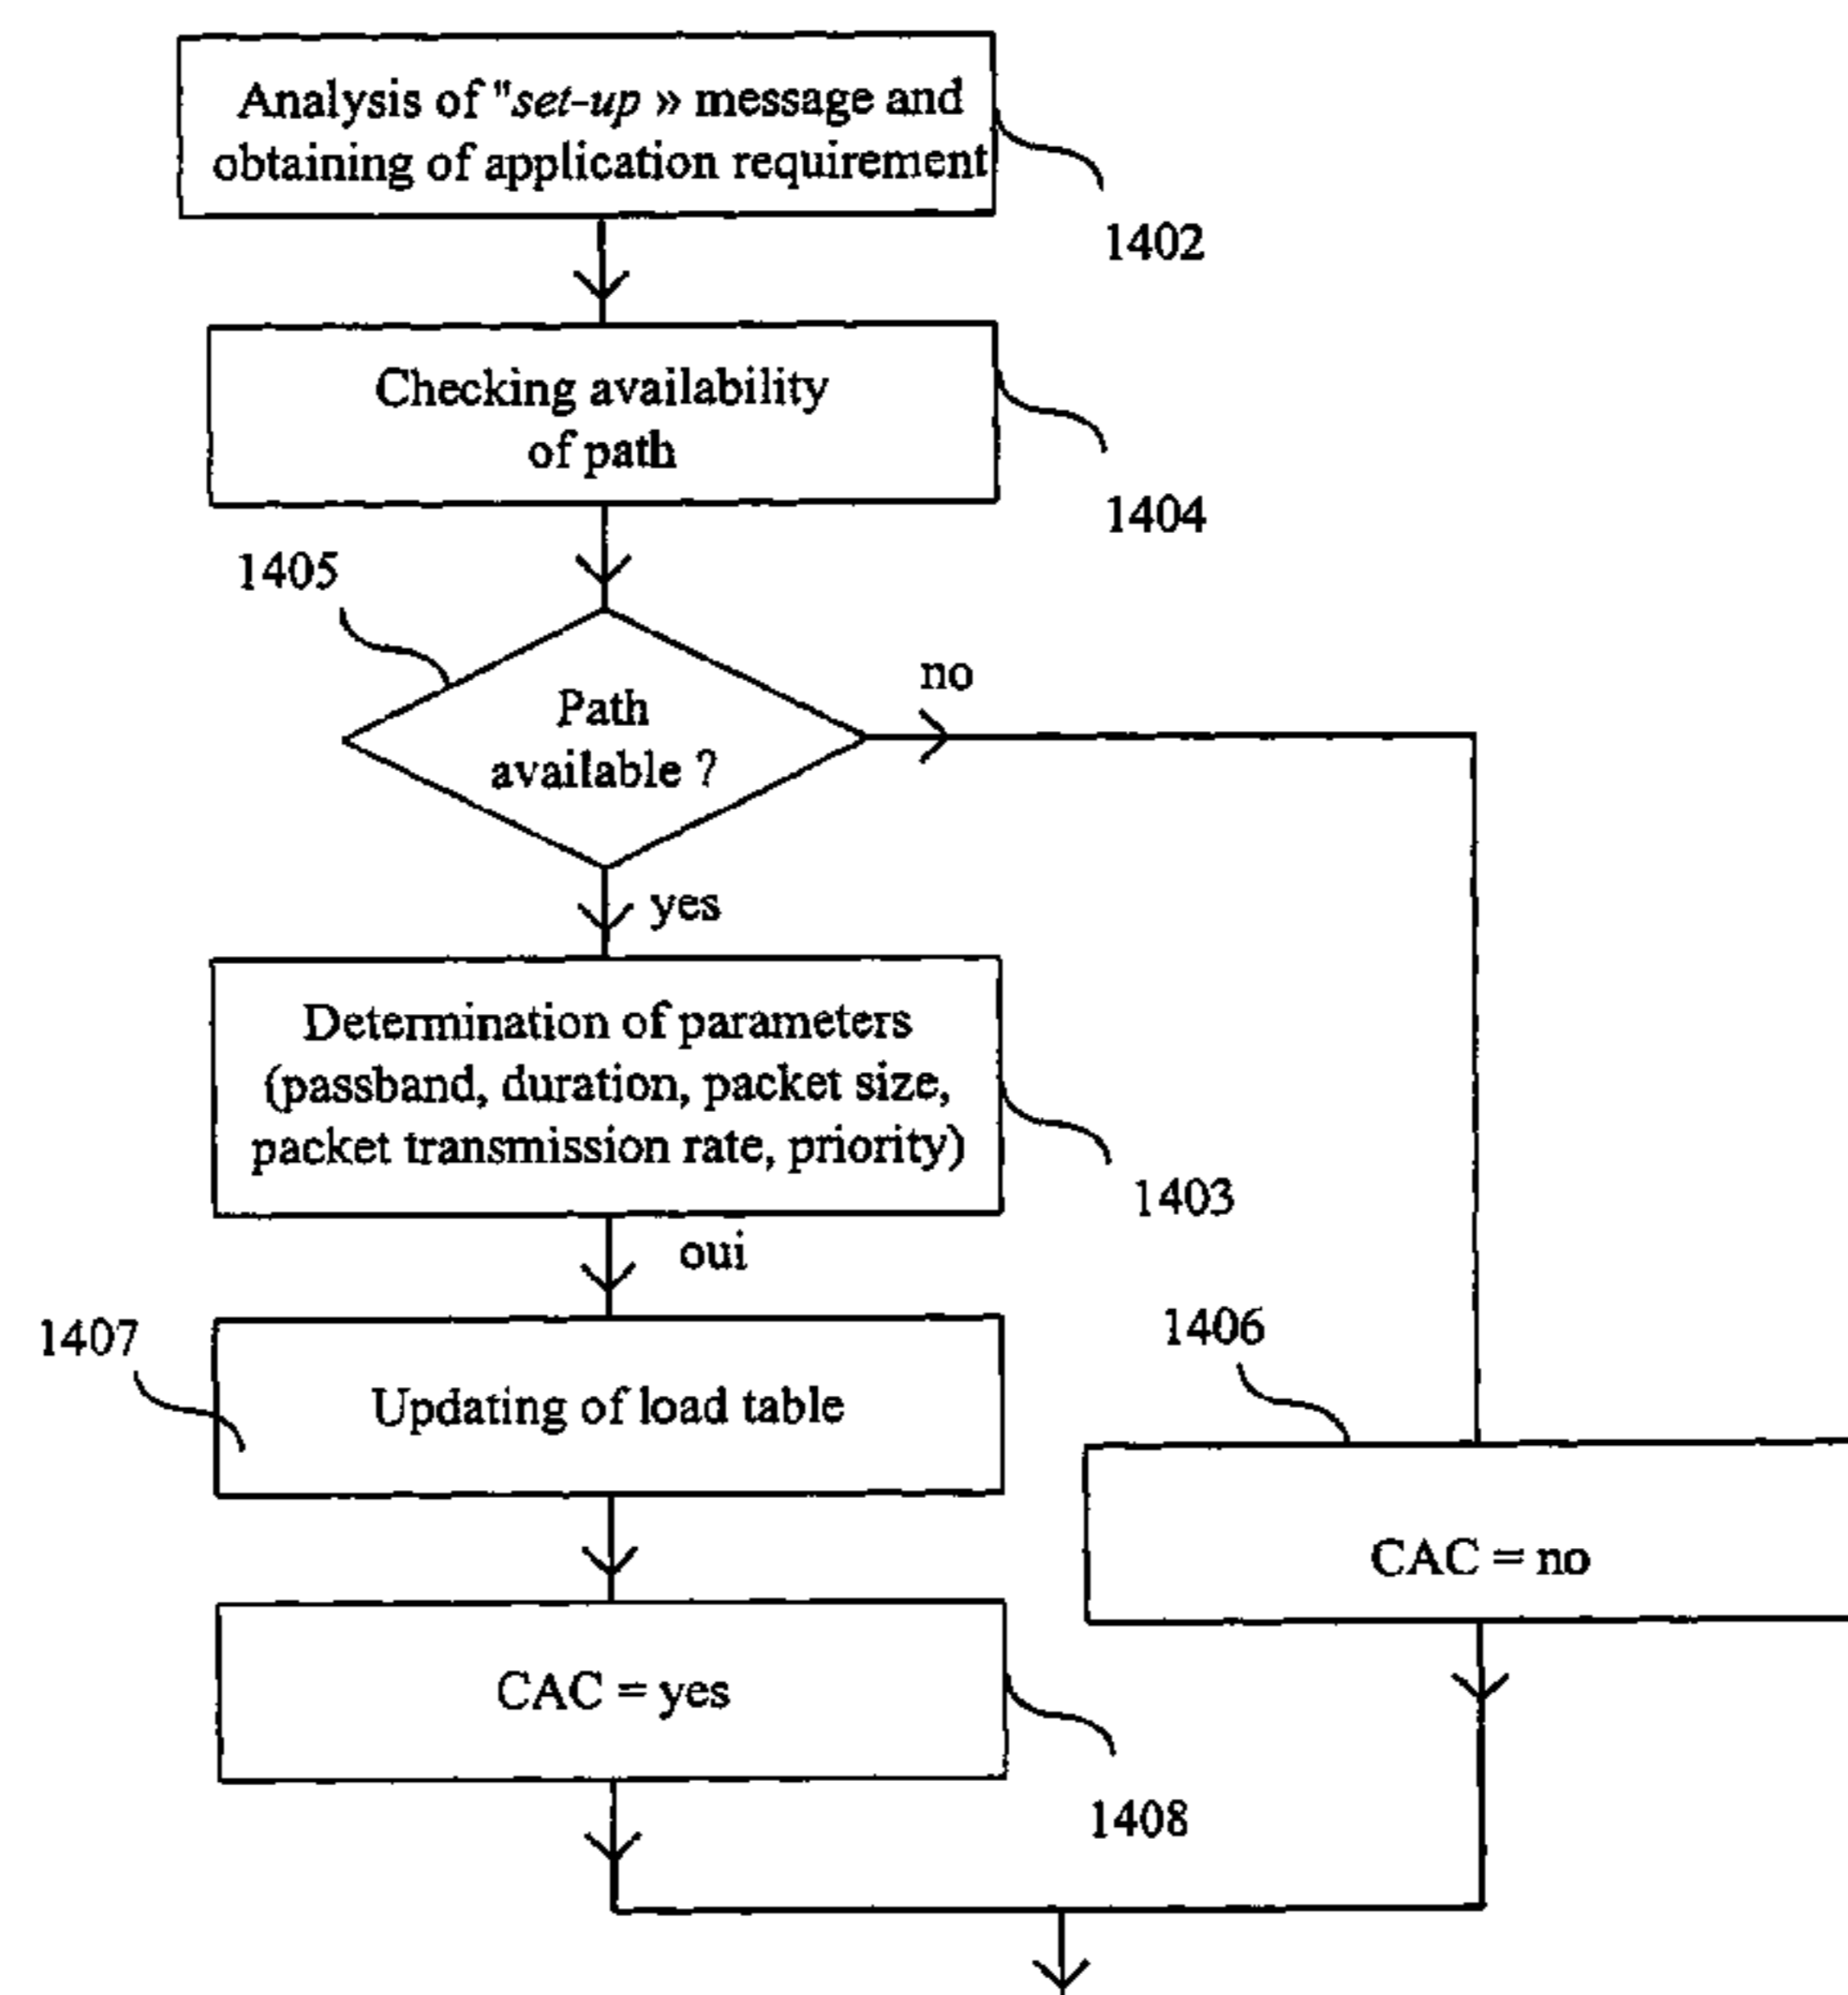 Analysis of "set-up » message and
obtaining of application requirement
1402
Checking availability
of path
1404
1405
Path
available ?
no
yes
Determination of parameters
(passband, duration, packet size,
packet transmission rate, priority)
1403
oui
1407
Updating of load table
1406
CAC = no
CAC = yes
1408